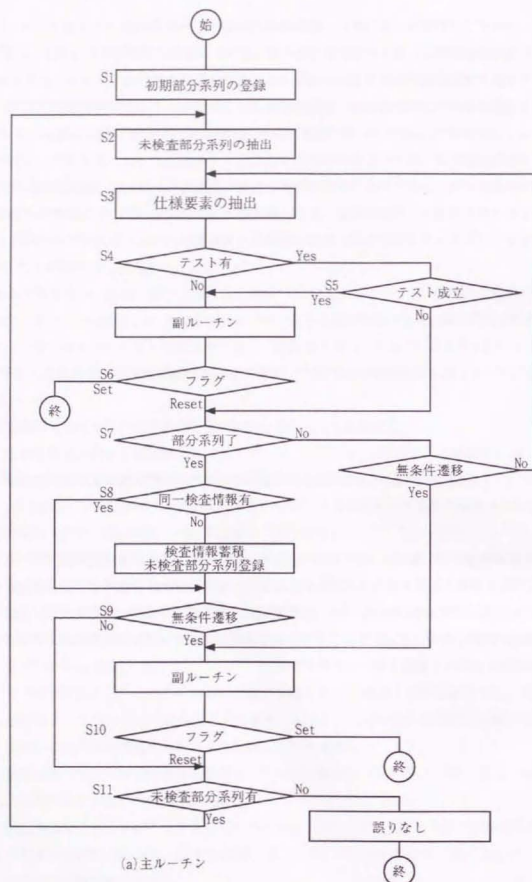 始
S1
初期部分系列の登録
S2
未検査部分系列の抽出
S3
仕様要素の抽出
S4
テスト有
Yes
No
S5
Yes
テスト成立
No
副ルーチン
S6
Set
フラグ
終
Reset
S7
部分系列了
No
Yes
無条件遷移
No
Yes
S8
Yes
同一検査情報有
No
検査情報蓄積
未検査部分系列登録
S9
No
無条件遷移
Yes
副ルーチン
S10
フラグ
Set
終
Reset
S11
未検査部分系列有
No
Yes
誤りなし
終
(a)主ルーチン